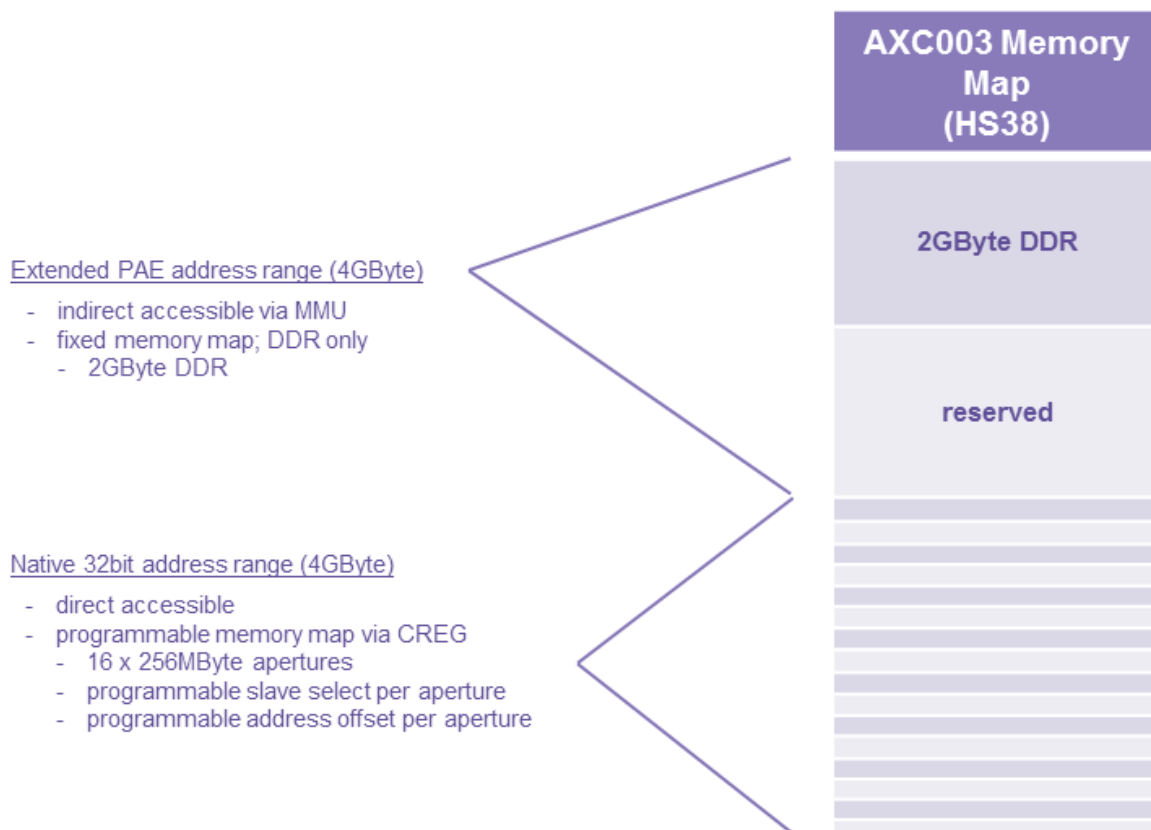 AXC003 Memory
Map
(HS38)
2GByte DDR
reserved
Extended PAE address range (4GByte)
- indirect accessible via MMU
- fixed memory map; DDR only
- 2GByte DDR
Native 32bit address range (4GByte)
- direct accessible
- programmable memory map via CREG
- 16 x 256MByte apertures
- programmable slave select per aperture
- programmable address offset per aperture